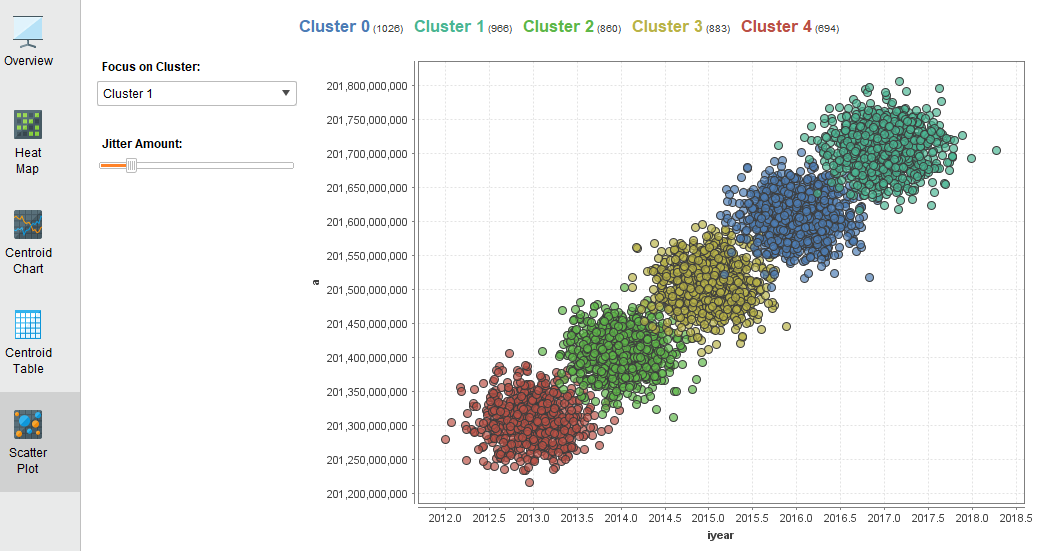 Overview
Heat
Map
Centroid
Chart
Centroid
Table
Scatter
Plot
Focus on Cluster:
Cluster 1
Jitter Amount:
Cluster 0 (1026) Cluster 1 (966) Cluster 2 (860) Cluster 3 (883) Cluster 4 (694)
201,800,000,000
201,750,000,000
201,700,000,000
201,650,000,000
201,600,000,000
201,550,000,000
201,500,000,000
201,450,000,000
201,400,000,000
201,350,000,000
201,300,000,000
201,250,000,000
201,200,000,000
a
2012.0 2012.5 2013.0 2013.5 2014.0 2014.5 2015.0 2015.5 2016.0 2016.5 2017.0 2017.5 2018.0 2018.5
iyear